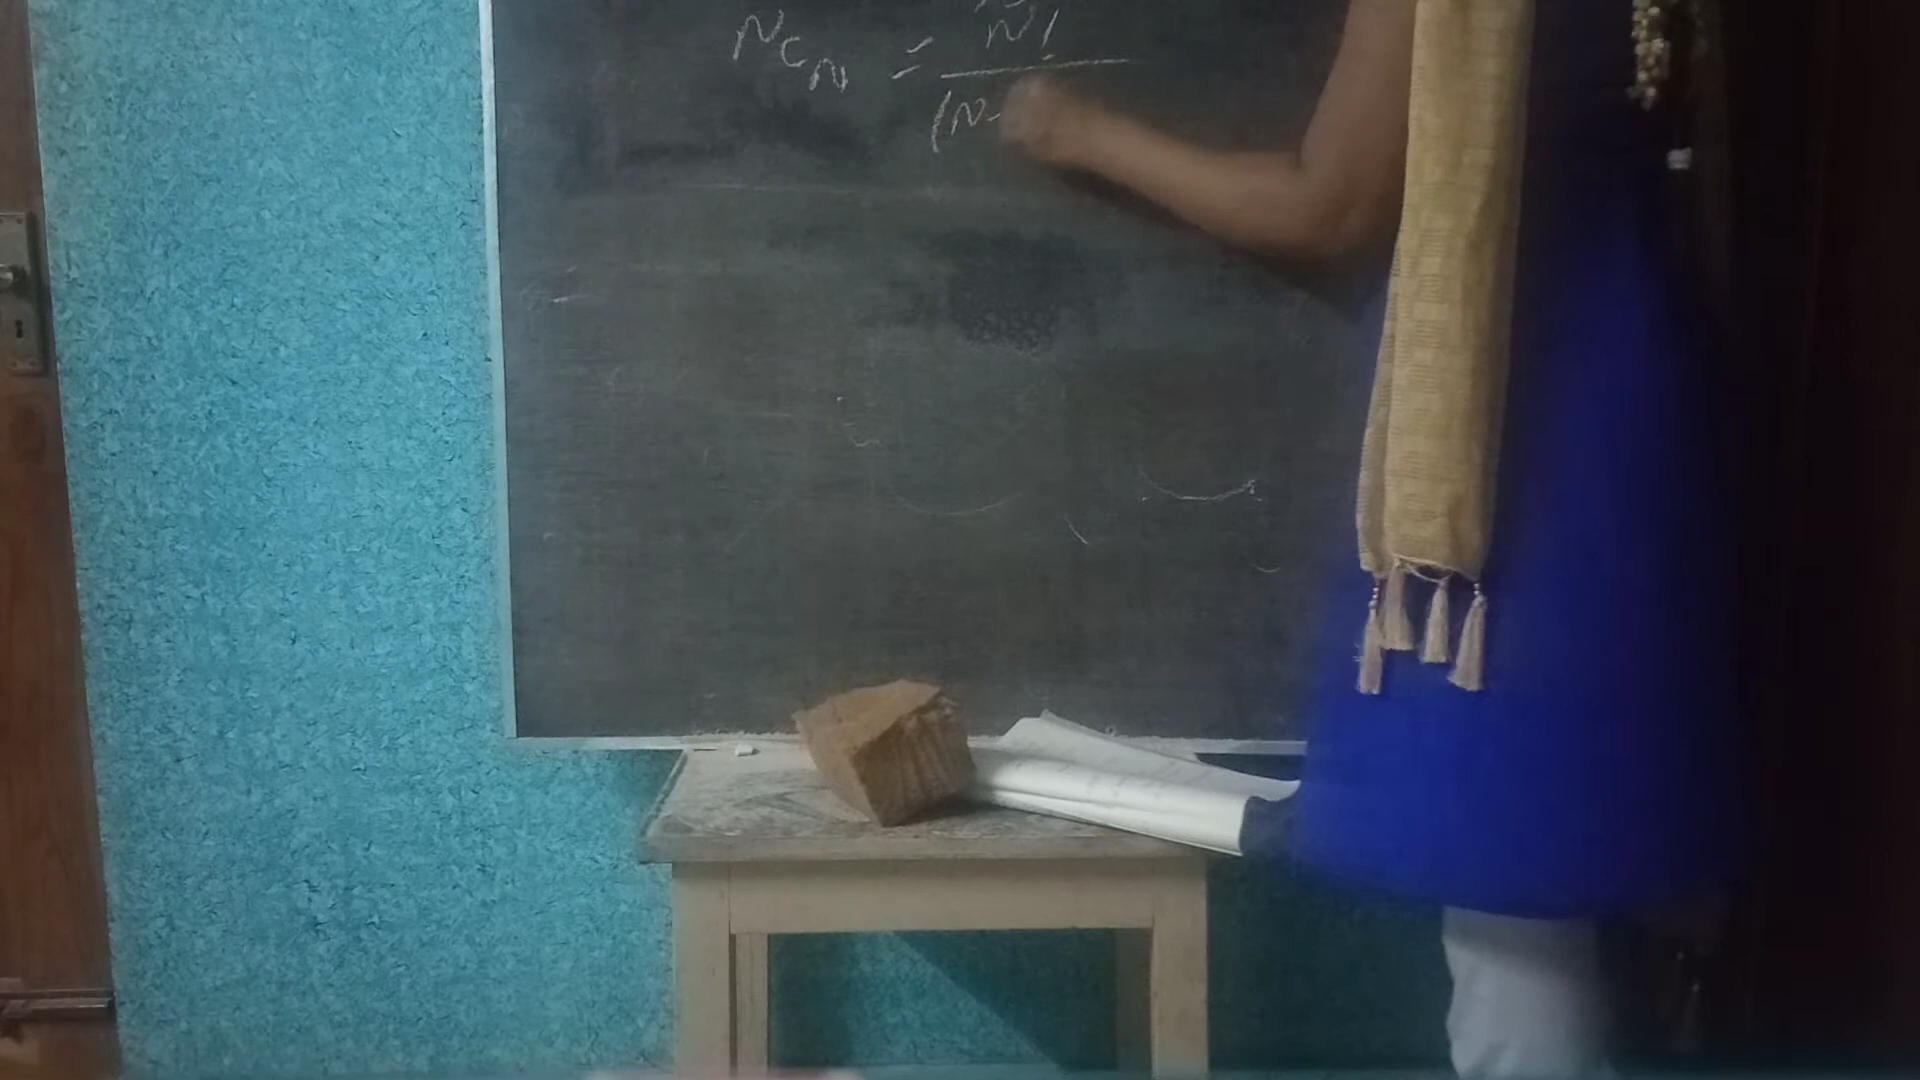 ncn = n!
(n-